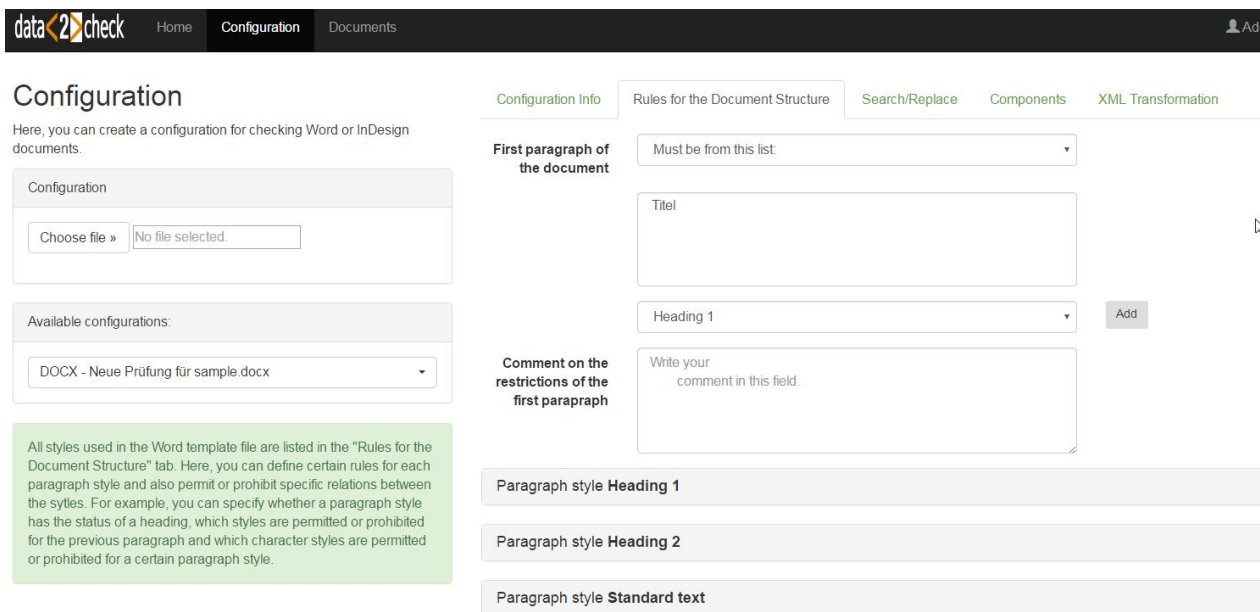 data<2>check Home Configuration Documents Ad
Configuration
Here, you can create a configuration for checking Word or InDesign
documents.
Configuration
Choose file » No file selected.
Available configurations:
DOCX - Neue Prüfung für sample.docx
All styles used in the Word template file are listed in the "Rules for the
Document Structure" tab. Here, you can define certain rules for each
paragraph style and also permit or prohibit specific relations between
the sytles. For example, you can specify whether a paragraph style
has the status of a heading, which styles are permitted or prohibited
for the previous paragraph and which character styles are permitted
or prohibited for a certain paragraph style.
Configuration Info Rules for the Document Structure Search/Replace Components XML Transformation
First paragraph of
the document
Must be from this list:
Titel
Heading 1 Add
Comment on the
restrictions of the
first parapraph
Write your
comment in this field.
Paragraph style Heading 1
Paragraph style Heading 2
Paragraph style Standard text